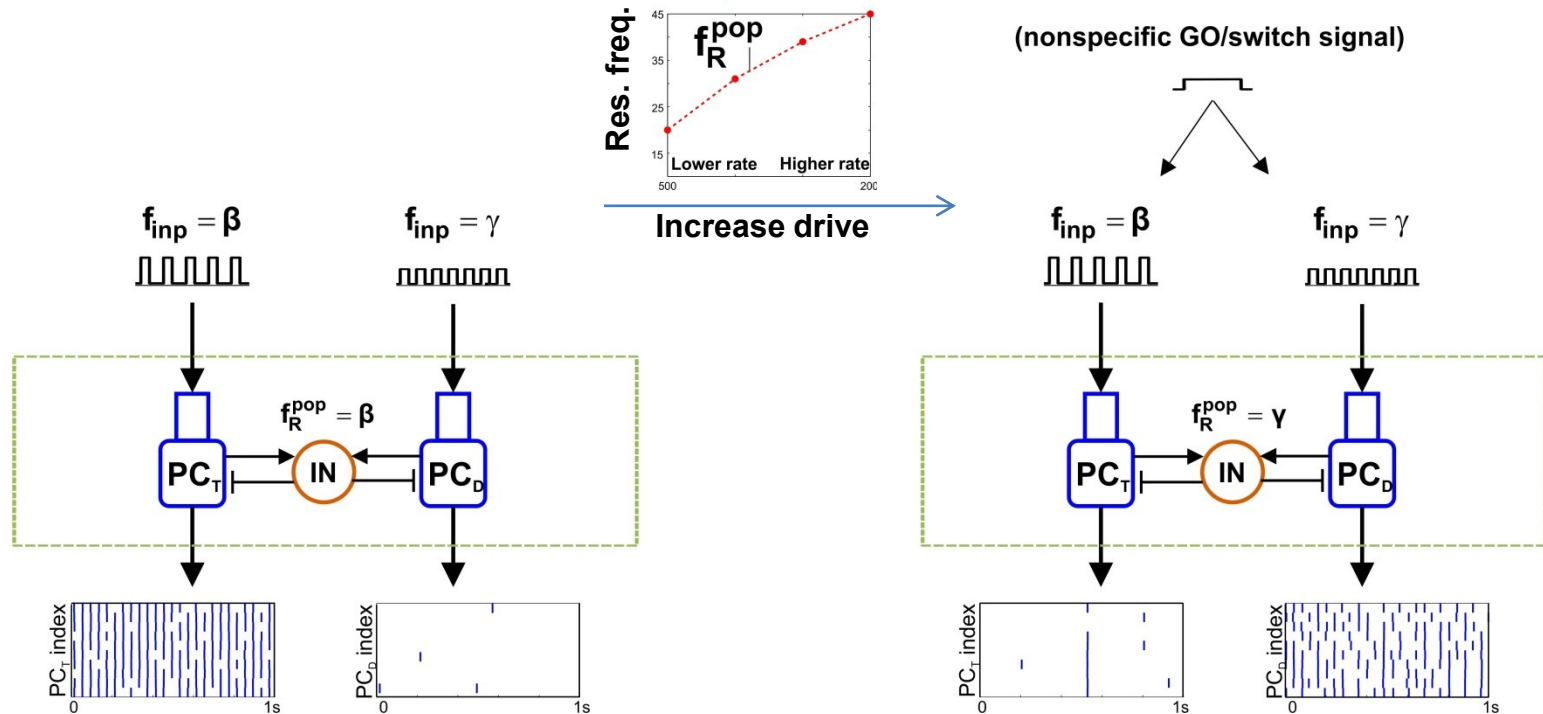 Res. freq.
45
35
25
15
f_R^pop
Lower rate
Higher rate
500
200
Increase drive
(nonspecific GO/switch signal)
f_inp = β
f_inp = γ
f_R^pop = β
PC_T
IN
PC_D
PC_T index
0
1s
PC_D index
0
1s
f_inp = β
f_inp = γ
f_R^pop = γ
PC_T
IN
PC_D
PC_T index
0
1s
PC_D index
0
1s